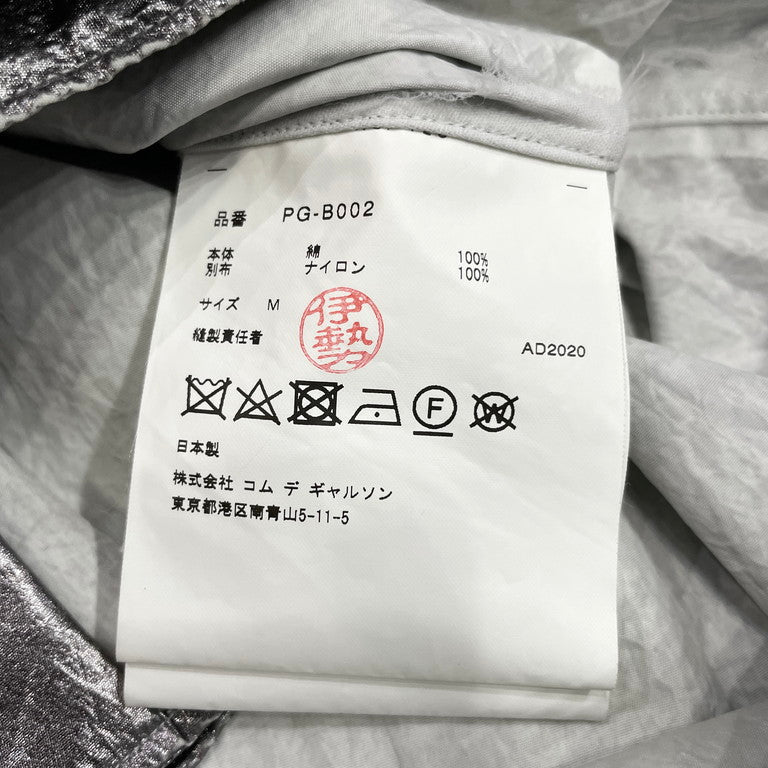 品番 PG-B002
本体 綿 100%
別布 ナイロン 100%
サイズ M
縫製責任者 伊勢 AD2020
F W
日本製
株式会社 コム デ ギャルソン
東京都港区南青山5-11-5